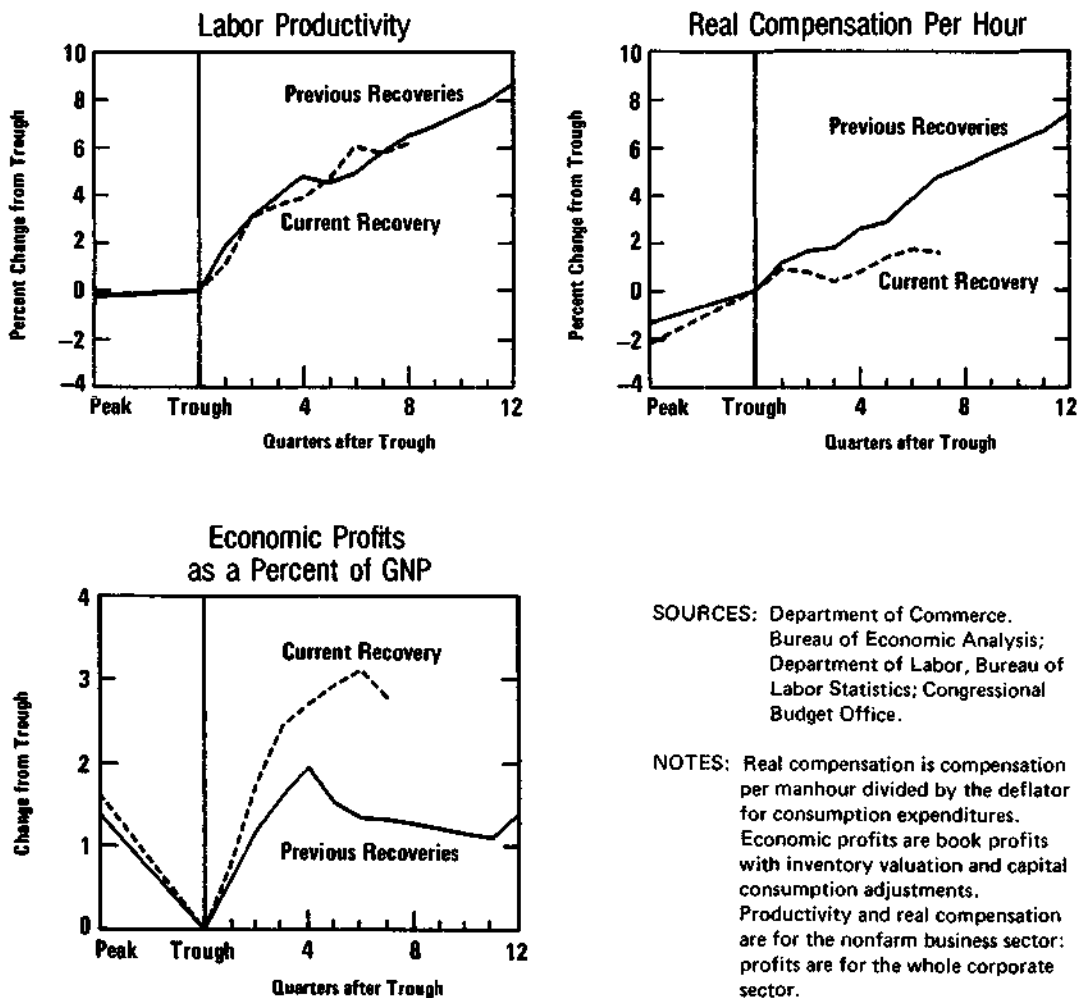 Labor Productivity
10
8
6
4
2
0
−2
−4
Percent Change from Trough
Previous Recoveries
Current Recovery
Peak
Trough
4
8
12
Quarters after Trough
Real Compensation Per Hour
10
8
6
4
2
0
−2
−4
Percent Change from Trough
Previous Recoveries
Current Recovery
Peak
Trough
4
8
12
Quarters after Trough
Economic Profits
as a Percent of GNP
4
3
2
1
0
Change from Trough
Current Recovery
Previous Recoveries
Peak
Trough
4
8
12
Quarters after Trough
SOURCES: Department of Commerce.
Bureau of Economic Analysis;
Department of Labor, Bureau of
Labor Statistics; Congressional
Budget Office.
NOTES: Real compensation is compensation
per manhour divided by the deflator
for consumption expenditures.
Economic profits are book profits
with inventory valuation and capital
consumption adjustments.
Productivity and real compensation
are for the nonfarm business sector:
profits are for the whole corporate
sector.